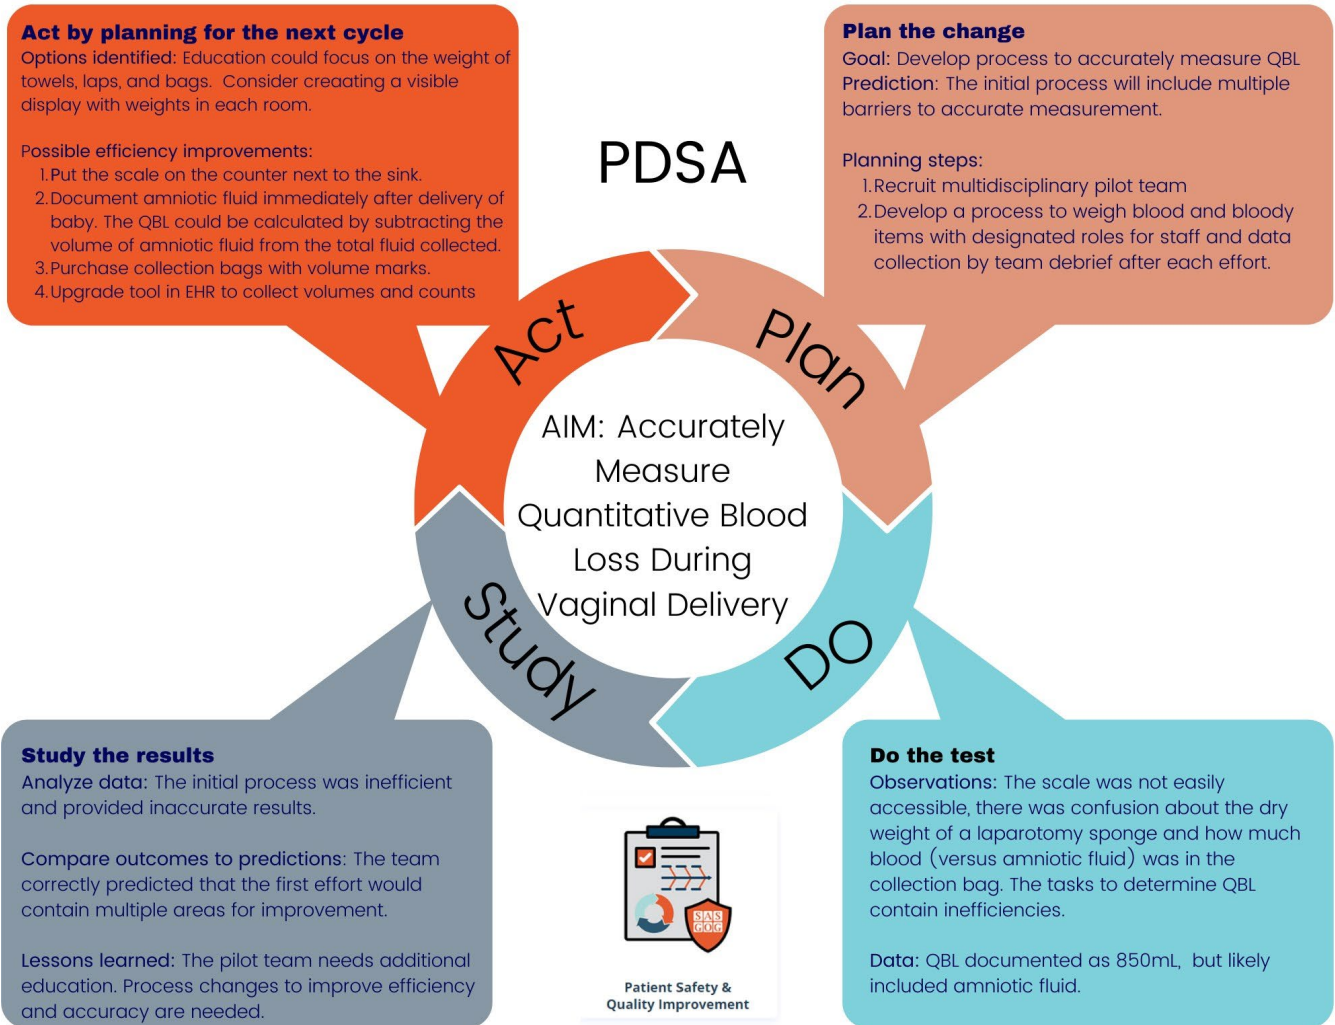 Act by planning for the next cycle
Options identified: Education could focus on the weight of
towels, laps, and bags. Consider creaating a visible
display with weights in each room.
Possible efficiency improvements:
1. Put the scale on the counter next to the sink.
2. Document amniotic fluid immediately after delivery of
baby. The QBL could be calculated by subtracting the
volume of amniotic fluid from the total fluid collected.
3. Purchase collection bags with volume marks.
4. Upgrade tool in EHR to collect volumes and counts
PDSA
Plan the change
Goal: Develop process to accurately measure QBL
Prediction: The initial process will include multiple
barriers to accurate measurement.
Planning steps:
1. Recruit multidisciplinary pilot team
2. Develop a process to weigh blood and bloody
items with designated roles for staff and data
collection by team debrief after each effort.
Act
Plan
AIM: Accurately
Measure
Quantitative Blood
Loss During
Vaginal Delivery
Study
DO
Study the results
Analyze data: The initial process was inefficient
and provided inaccurate results.
Compare outcomes to predictions: The team
correctly predicted that the first effort would
contain multiple areas for improvement.
Lessons learned: The pilot team needs additional
education. Process changes to improve efficiency
and accuracy are needed.
SAS
GOG
Patient Safety &
Quality Improvement
Do the test
Observations: The scale was not easily
accessible, there was confusion about the dry
weight of a laparotomy sponge and how much
blood (versus amniotic fluid) was in the
collection bag. The tasks to determine QBL
contain inefficiencies.
Data: QBL documented as 850mL, but likely
included amniotic fluid.